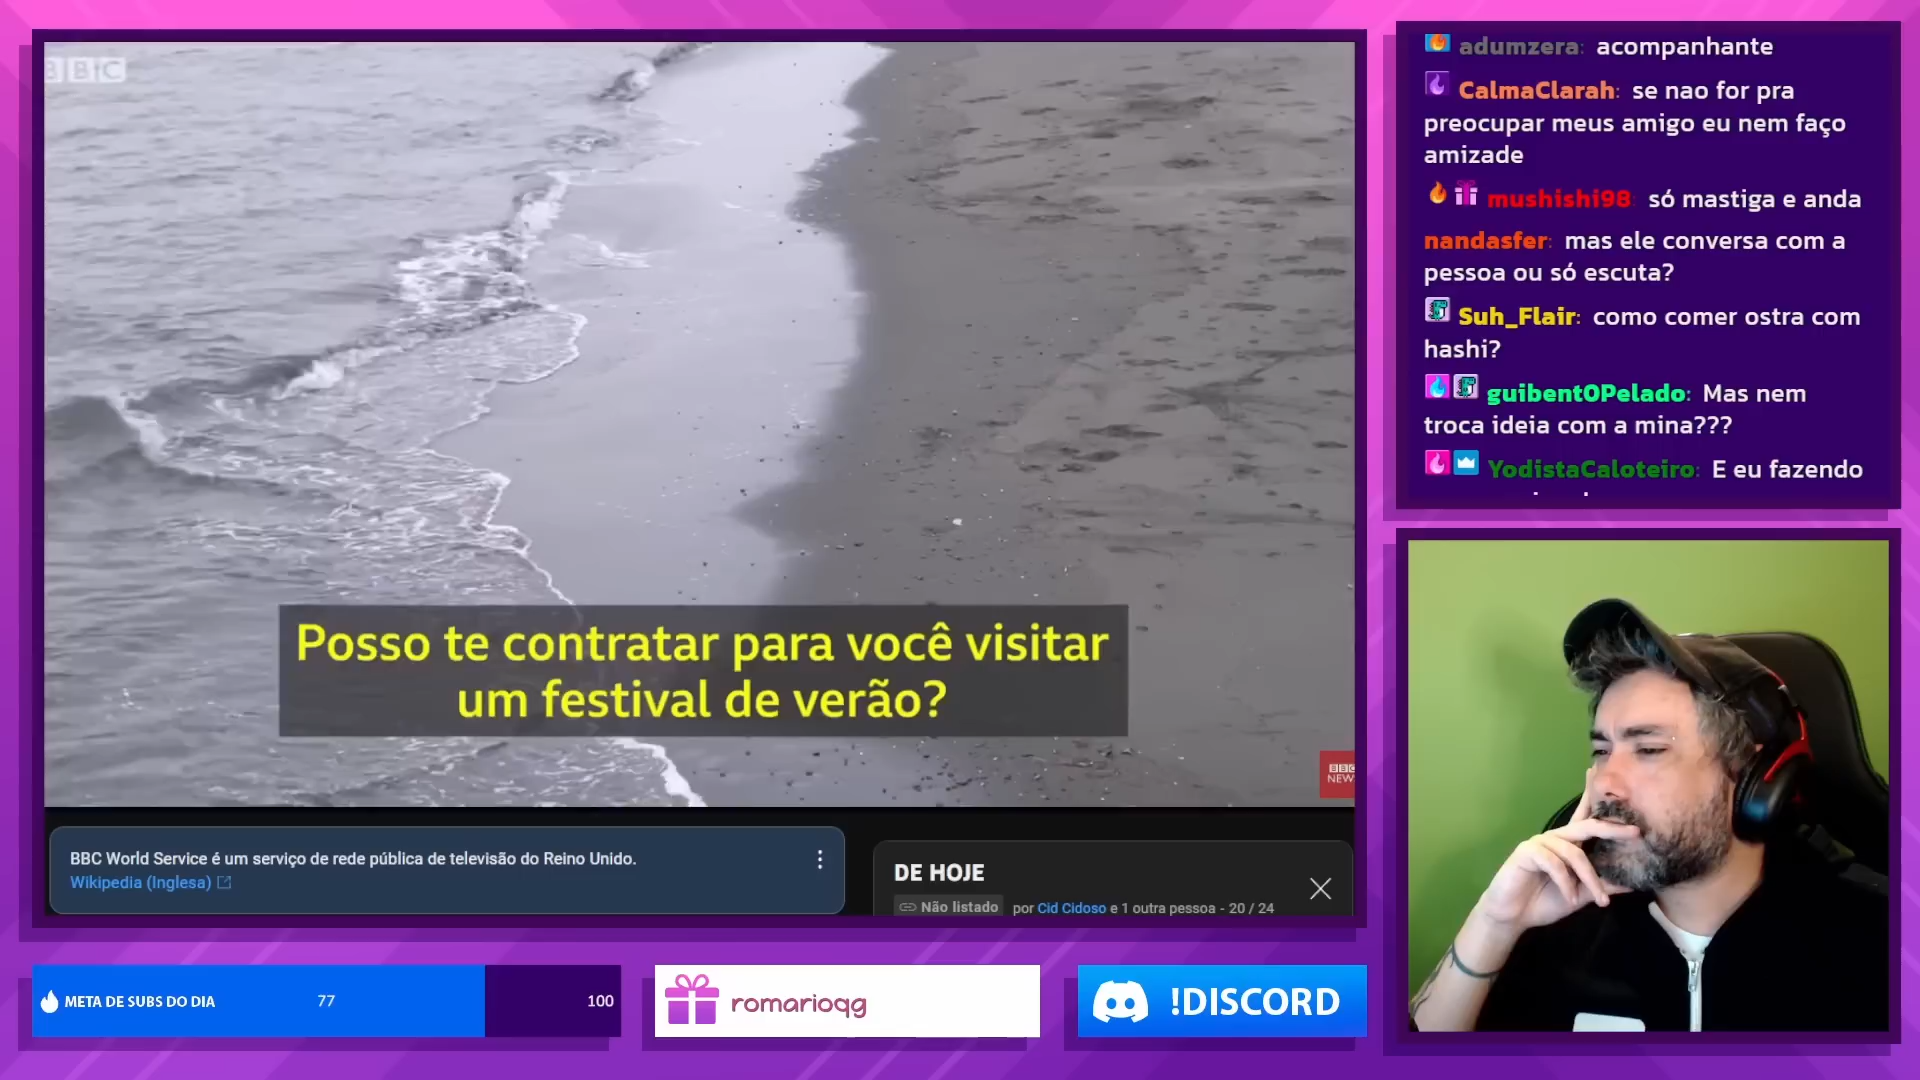 BBC
Posso te contratar para você visitar
um festival de verão?
BBC
NEWS
BBC World Service é um serviço de rede pública de televisão do Reino Unido.
Wikipedia (Inglesa)
DE HOJE
Não listado por Cid Cidoso e 1 outra pessoa - 20 / 24
adumzera: acompanhante
CalmaClarah: se nao for pra
preocupar meus amigo eu nem faço
amizade
mushishi98: só mastiga e anda
nandasfer: mas ele conversa com a
pessoa ou só escuta?
Suh_Flair: como comer ostra com
hashi?
guibent0Pelado: Mas nem
troca ideia com a mina???
YodistaCaloteiro: E eu fazendo
META DE SUBS DO DIA 77 100
romarioqg
!DISCORD